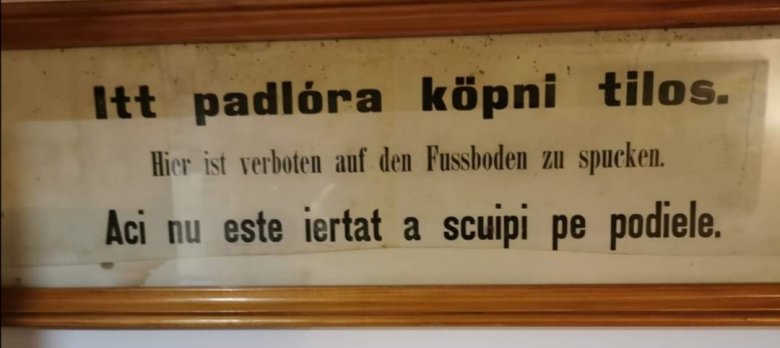 Itt padlóra köpni tilos.
Hier ist verboten auf den Fussboden zu spucken.
Aci nu este iertat a scuipi pe podiele.